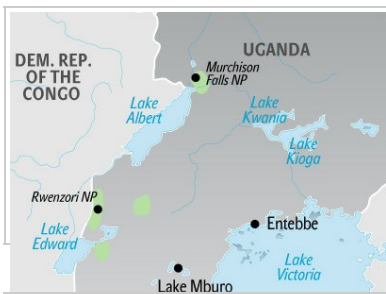 UGANDA
DEM. REP.
OF THE
CONGO
Murchison
Falls NP
Lake
Albert
Lake
Kwania
Lake
Kioga
Rwenzori NP
Lake
Edward
Entebbe
Lake
Victoria
Lake Mburo